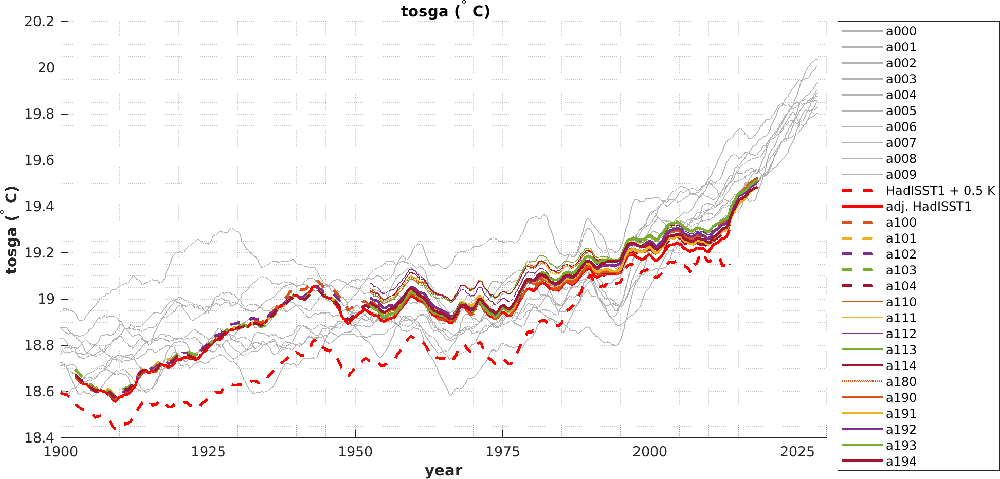 tosga (° C)
20.2
20
19.8
19.6
19.4
19.2
19
18.8
18.6
18.4
tosga (° C)
1900
1925
1950
1975
2000
2025
year
a000
a001
a002
a003
a004
a005
a006
a007
a008
a009
HadISST1 + 0.5 K
adj. HadISST1
a100
a101
a102
a103
a104
a110
a111
a112
a113
a114
a180
a190
a191
a192
a193
a194